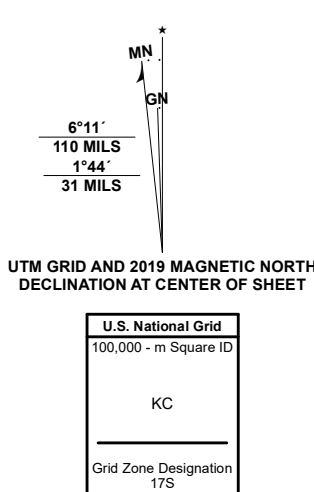 ★
MN
GN
6°11´
110 MILS
1°44´
31 MILS
UTM GRID AND 2019 MAGNETIC NORTH
DECLINATION AT CENTER OF SHEET
U.S. National Grid
100,000 - m Square ID
KC
Grid Zone Designation
17S